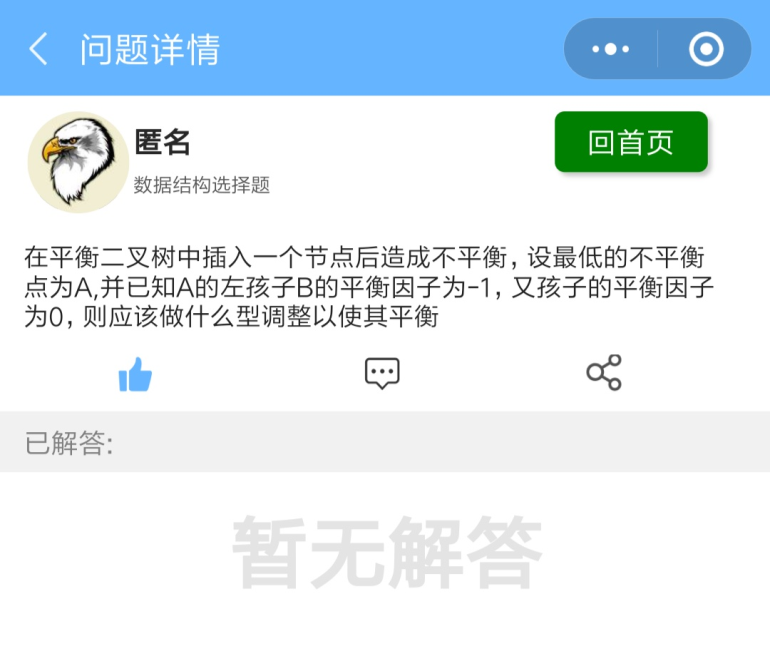 问题详情
匿名
回首页
数据结构选择题
在平衡二叉树中插入一个节点后造成不平衡，设最低的不平衡
点为A,并已知A的左孩子B的平衡因子为-1，又孩子的平衡因子
为0，则应该做什么型调整以使其平衡
已解答:
暂无解答